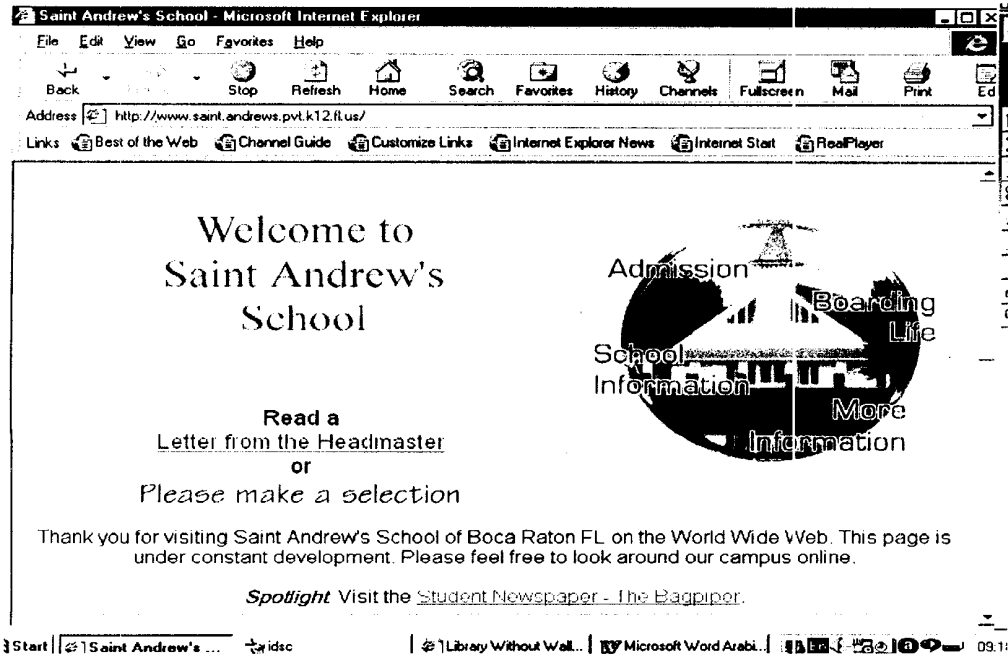 Saint Andrew's School - Microsoft Internet Explorer
File Edit View Go Favorites Help
Back Stop Refresh Home Search Favorites History Channels Fullscreen Mail Print Ed
Address http://www.saint.andrews.pvt.k12.fl.us/
Links Best of the Web Channel Guide Customize Links Internet Explorer News Internet Start RealPlayer
Welcome to
Saint Andrew's
School
Admission
Boarding
Life
School
Information
More
Information
Read a
Letter from the Headmaster
or
Please make a selection
Thank you for visiting Saint Andrew's School of Boca Raton FL on the World Wide Web. This page is
under constant development. Please feel free to look around our campus online.
Spotlight Visit the Student Newspaper - The Bagpiper.
Start Saint Andrew's ... idsc Library Without Wall... Microsoft Word Arabi... En 09:1